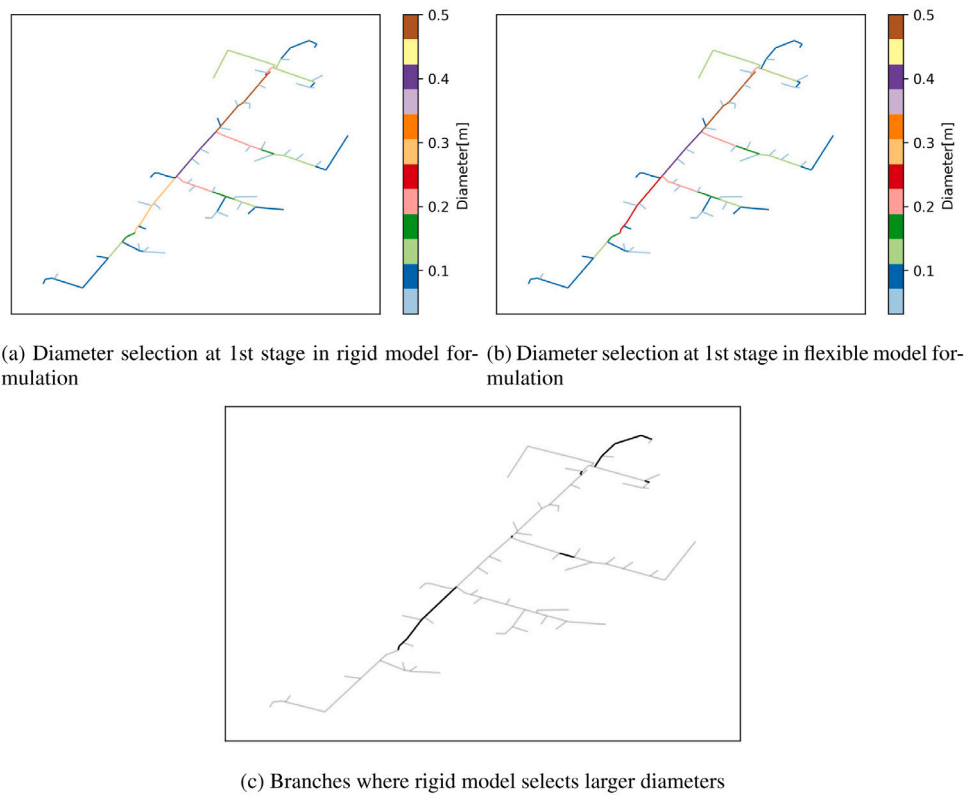 0.5
0.4
0.3
0.2
0.1
Diameter[m]
0.5
0.4
0.3
0.2
0.1
Diameter[m]
(a) Diameter selection at 1st stage in rigid model for-
mulation
(b) Diameter selection at 1st stage in flexible model for-
mulation
(c) Branches where rigid model selects larger diameters